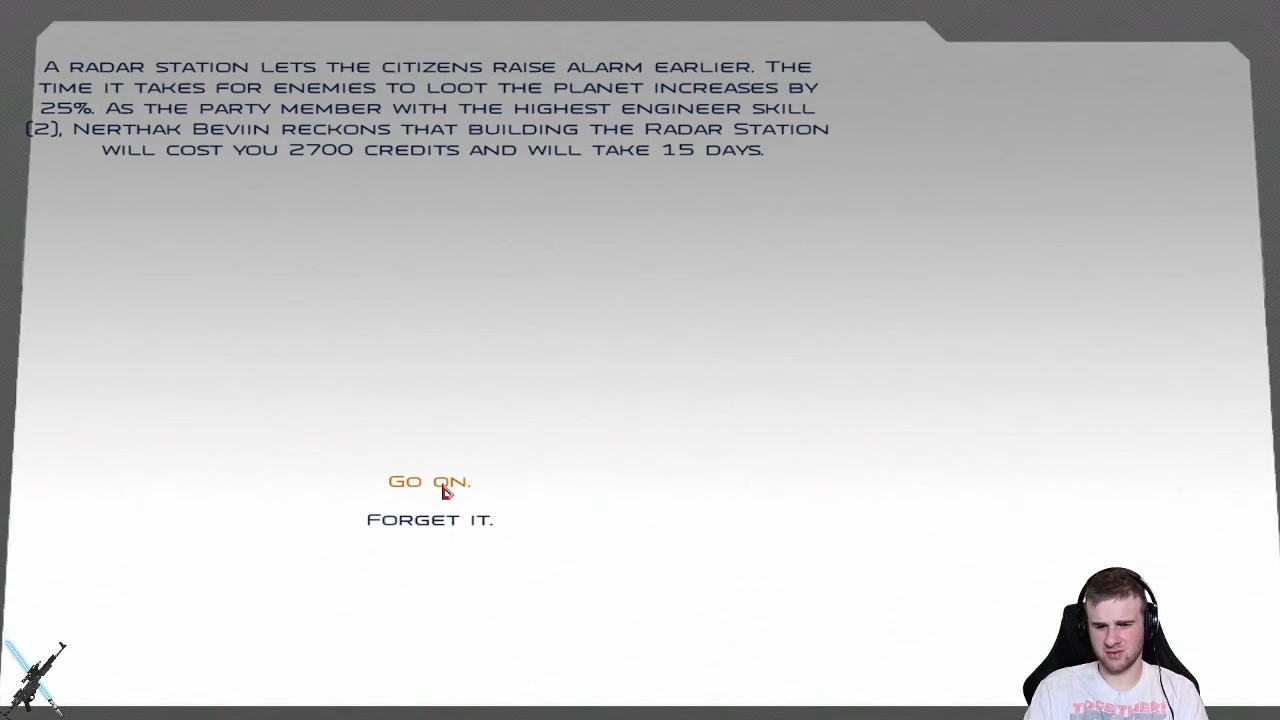 A RADAR STATION LETS THE CITIZENS RAISE ALARM EARLIER. THE
TIME IT TAKES FOR ENEMIES TO LOOT THE PLANET INCREASES BY
25%. AS THE PARTY MEMBER WITH THE HIGHEST ENGINEER SKILL
(2), NERTHAK BEVIIN RECKONS THAT BUILDING THE RADAR STATION
WILL COST YOU 2700 CREDITS AND WILL TAKE 15 DAYS.
GO ON.
FORGET IT.
TOGETHER!